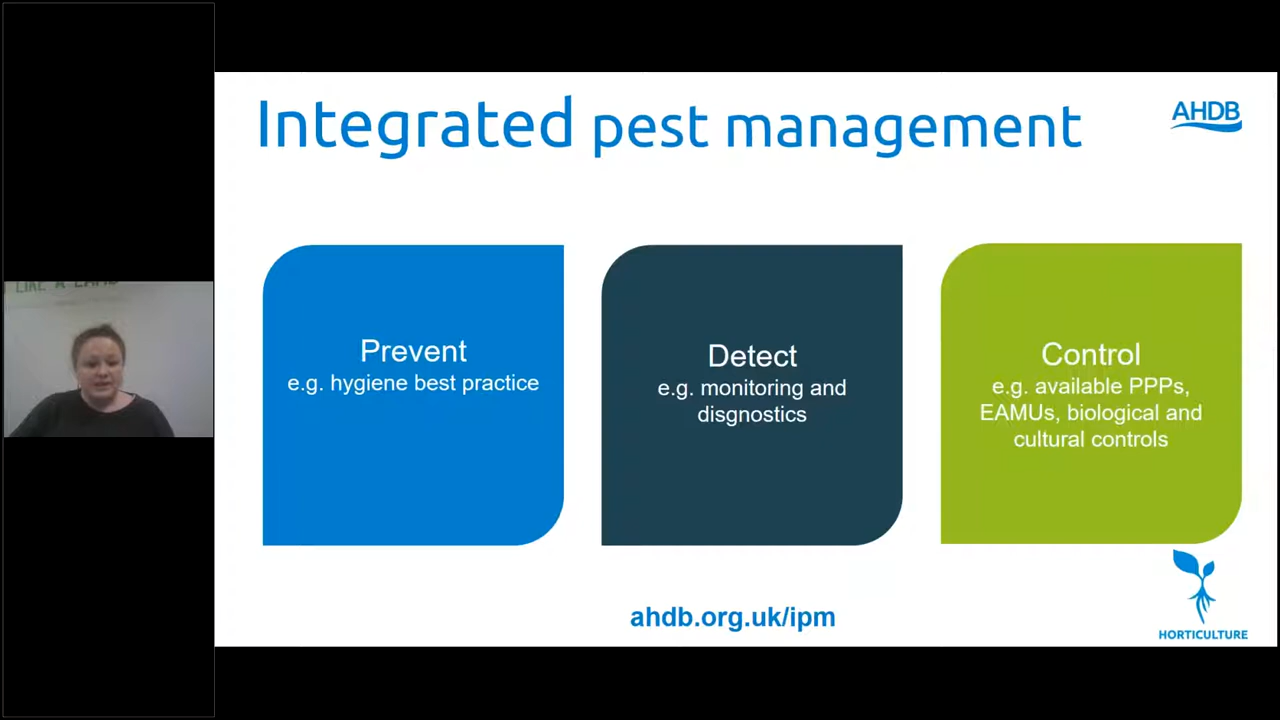 Integrated pest management
AHDB
LIKE A
Prevent
e.g. hygiene best practice
Detect
e.g. monitoring and
disgnostics
Control
e.g. available PPPs,
EAMUs, biological and
cultural controls
ahdb.org.uk/ipm
HORTICULTURE